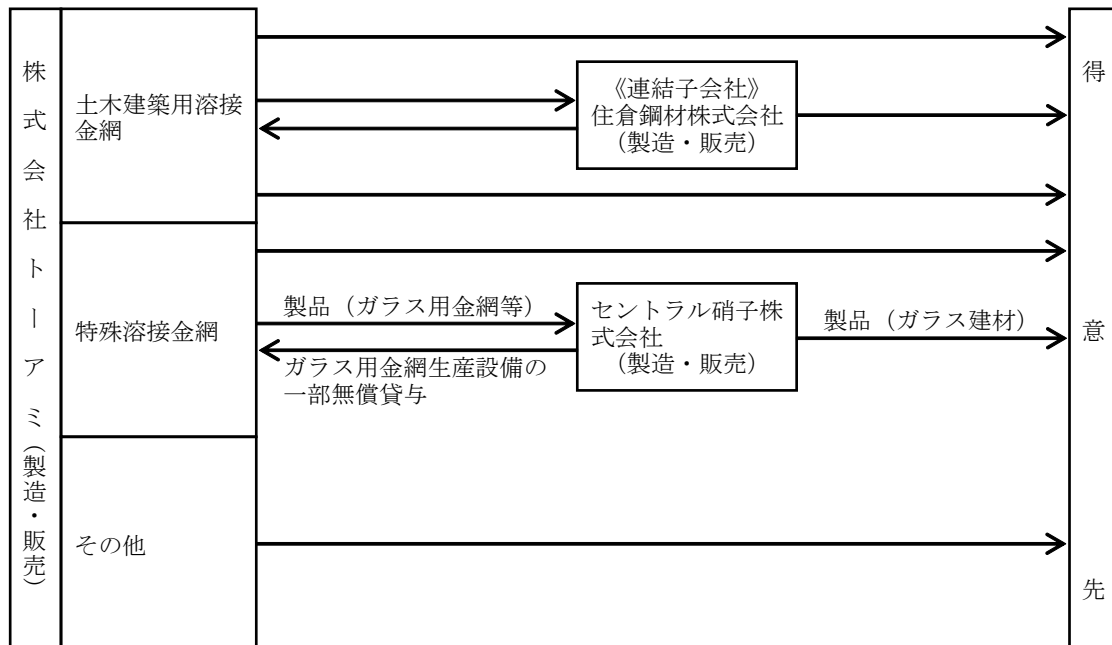 株式会社トーアミ(製造・販売)
土木建築用溶接
金網
《連結子会社》
住倉鋼材株式会社
(製造・販売)
特殊溶接金網
製品(ガラス用金網等)
ガラス用金網生産設備の
一部無償貸与
セントラル硝子株
式会社
(製造・販売)
製品(ガラス建材)
その他
得意先